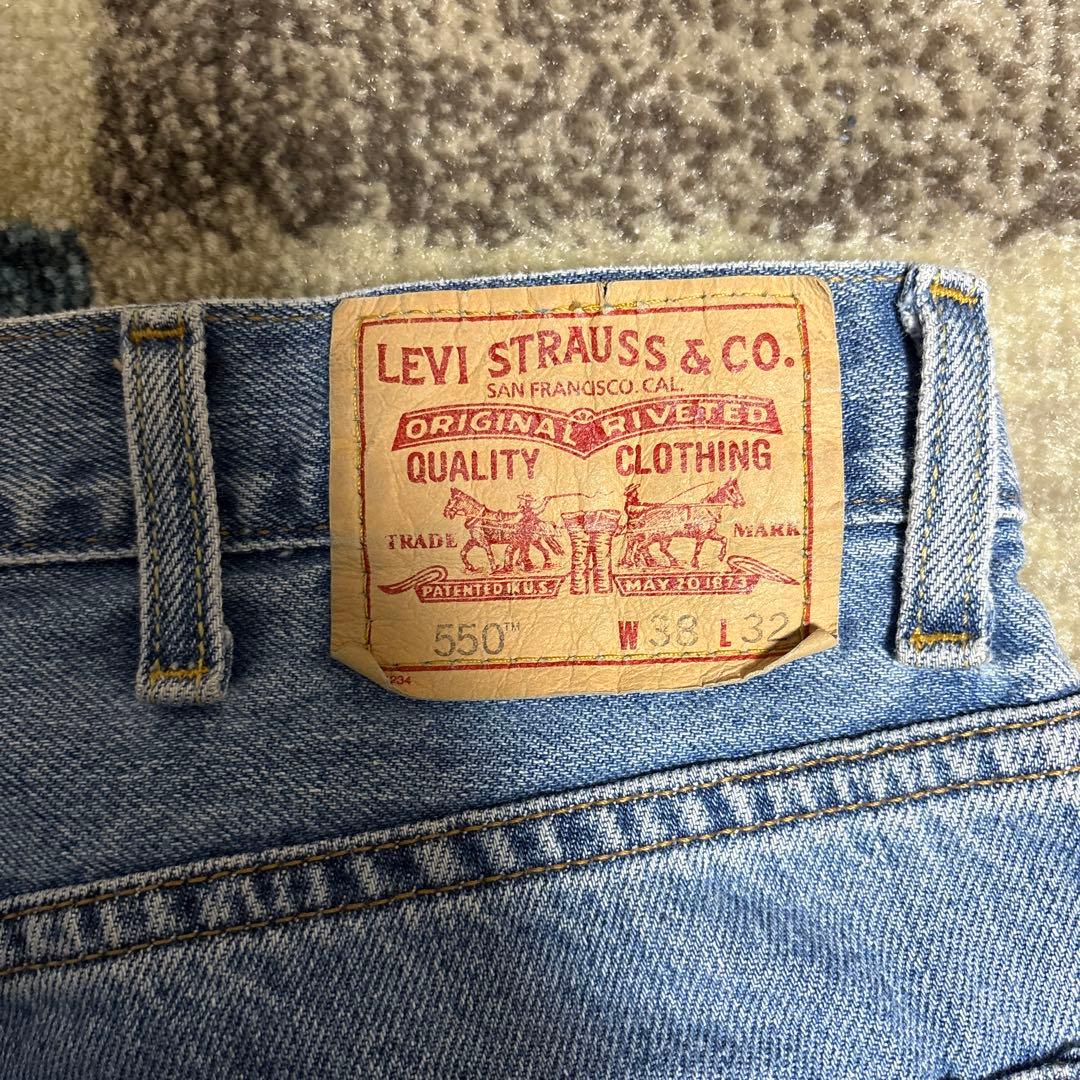 LEVI STRAUSS & CO.
SAN FRANCISCO, CAL.
ORIGINAL RIVETED
QUALITY CLOTHING
TRADE MARK
PATENTED IN U.S. MAY 20 1873
550™ W 38 L 32
234